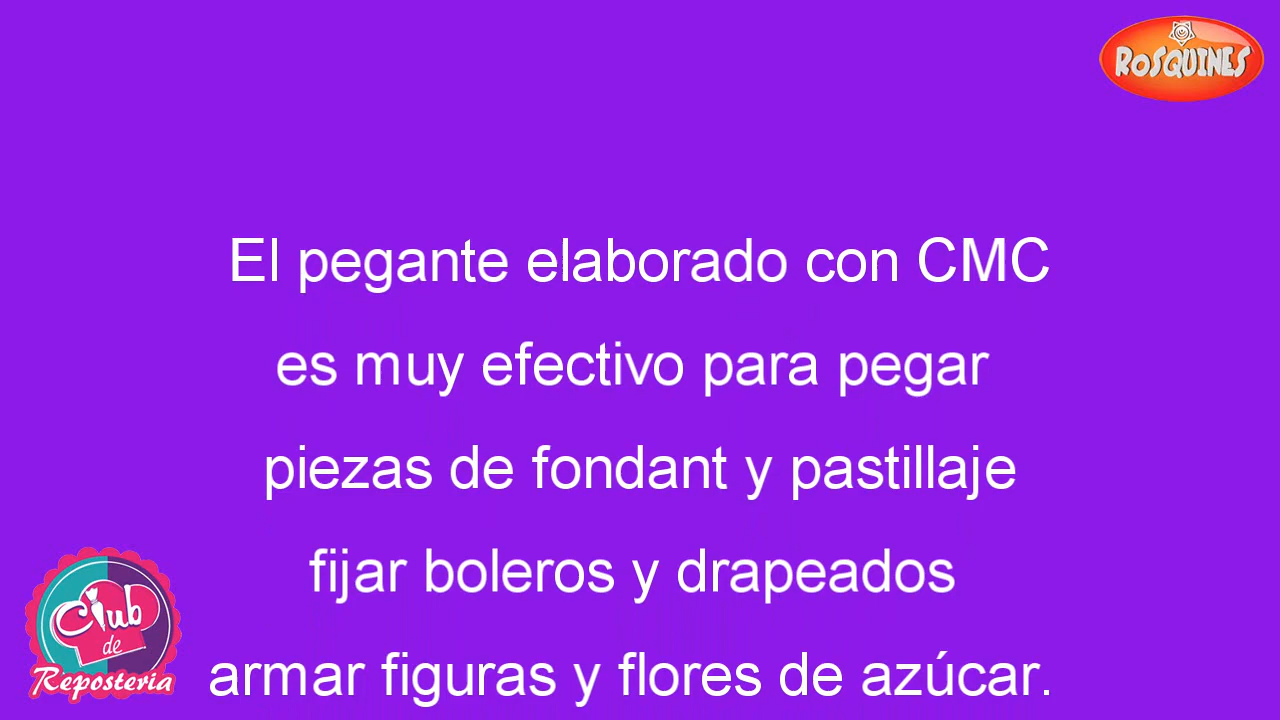 ROSQUINES
El pegante elaborado con CMC
es muy efectivo para pegar
piezas de fondant y pastillaje
fijar boleros y drapeados
armar figuras y flores de azúcar.
Club
de
Reposteria